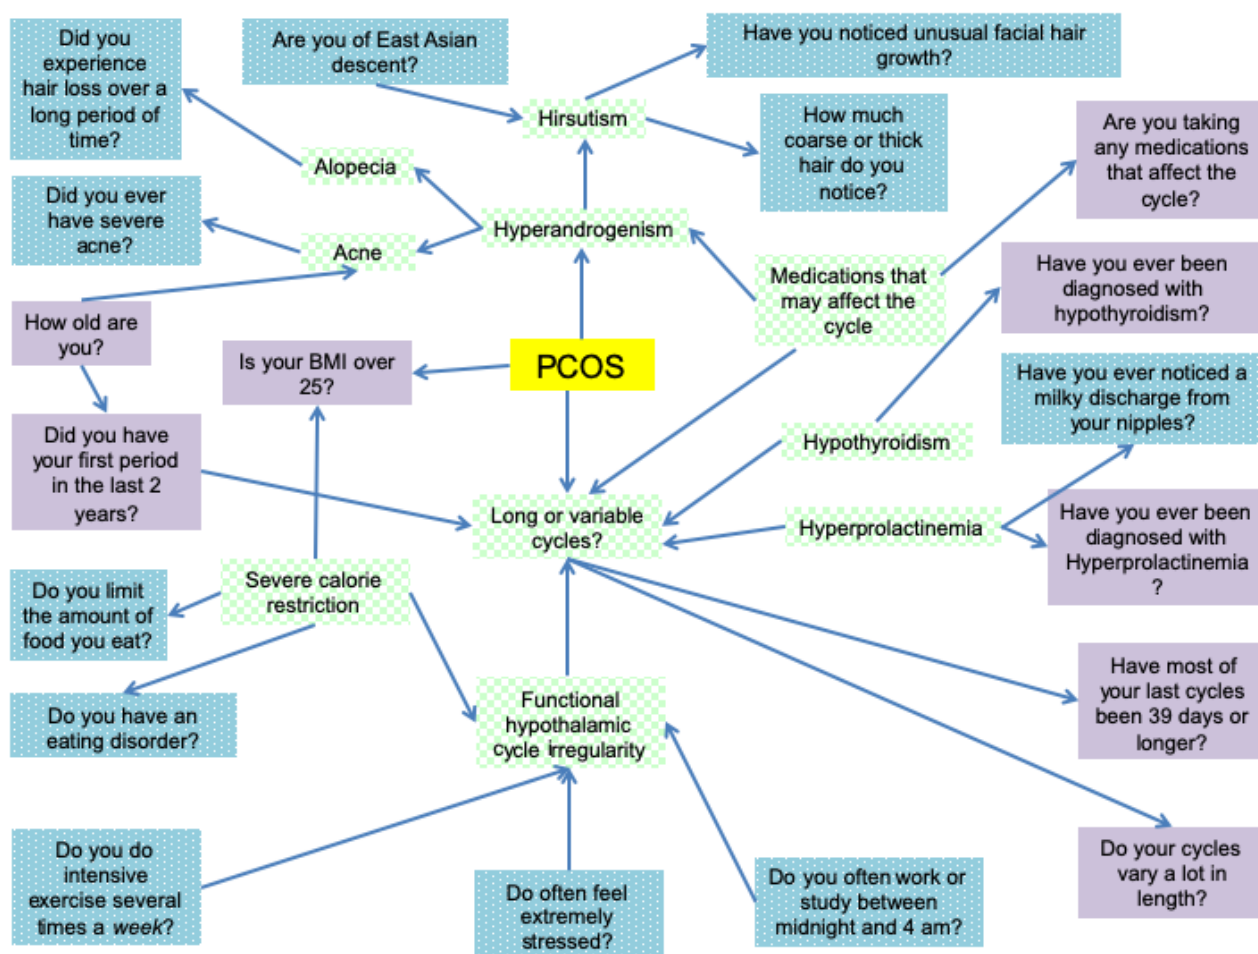 Did you
experience
hair loss over a
long period of
time?
Are you of East Asian
descent?
Have you noticed unusual facial hair
growth?
Hirsutism
How much
coarse or thick
hair do you
notice?
Are you taking
any medications
that affect the
cycle?
Alopecia
Did you ever
have severe
acne?
Hyperandrogenism
Acne
Medications that
may affect the
cycle
Have you ever been
diagnosed with
hypothyroidism?
How old are
you?
Is your BMI over
25?
PCOS
Have you ever noticed a
milky discharge from
your nipples?
Did you have
your first period
in the last 2
years?
Hypothyroidism
Long or variable
cycles?
Hyperprolactinemia
Have you ever been
diagnosed with
Hyperprolactinemia
?
Severe calorie
restriction
Do you limit
the amount of
food you eat?
Do you have an
eating disorder?
Functional
hypothalamic
cycle irregularity
Have most of
your last cycles
been 39 days or
longer?
Do you do
intensive
exercise several
times a week?
Do often feel
extremely
stressed?
Do you often work or
study between
midnight and 4 am?
Do your cycles
vary a lot in
length?